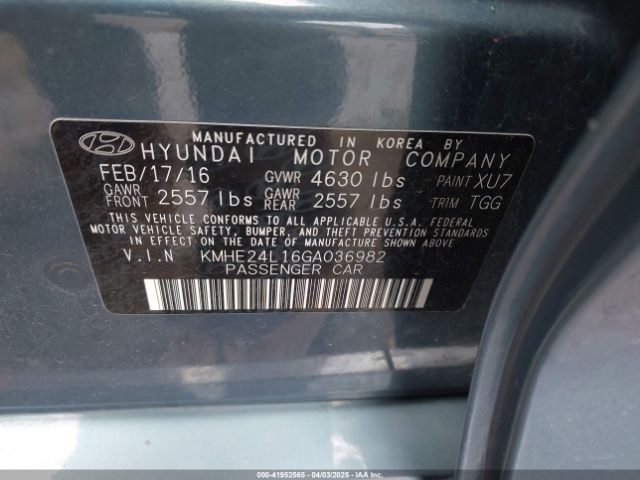 MANUFACTURED IN KOREA BY
HYUNDAI MOTOR COMPANY
FEB/17/16 GVWR 4630 lbs PAINT XU7
GAWR FRONT 2557 lbs GAWR REAR 2557 lbs TRIM TGG
THIS VEHICLE CONFORMS TO ALL APPLICABLE U.S.A. FEDERAL
MOTOR VEHICLE SAFETY, BUMPER, AND THEFT PREVENTION STANDARDS
IN EFFECT ON THE DATE OF MANUFACTURE SHOWN ABOVE.
V.I.N KMHE24L16GA036982
PASSENGER CAR
000-41952565 - 04/03/2025 - IAAI.COM